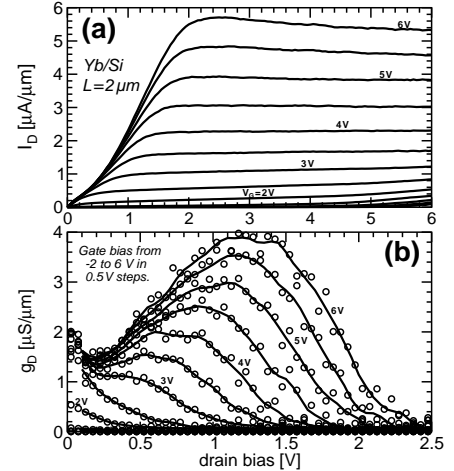 (a)
Yb/Si
L=2μm
6V
5V
4V
3V
V_G=2V
I_D [μA/μm]
6
5
4
3
2
1
0
0 1 2 3 4 5 6
(b)
Gate bias from
-2 to 6 V in
0.5V steps.
6V
5V
4V
3V
2V
g_D [μS/μm]
4
3
2
1
0
0 0.5 1 1.5 2.0 2.5
drain bias [V]